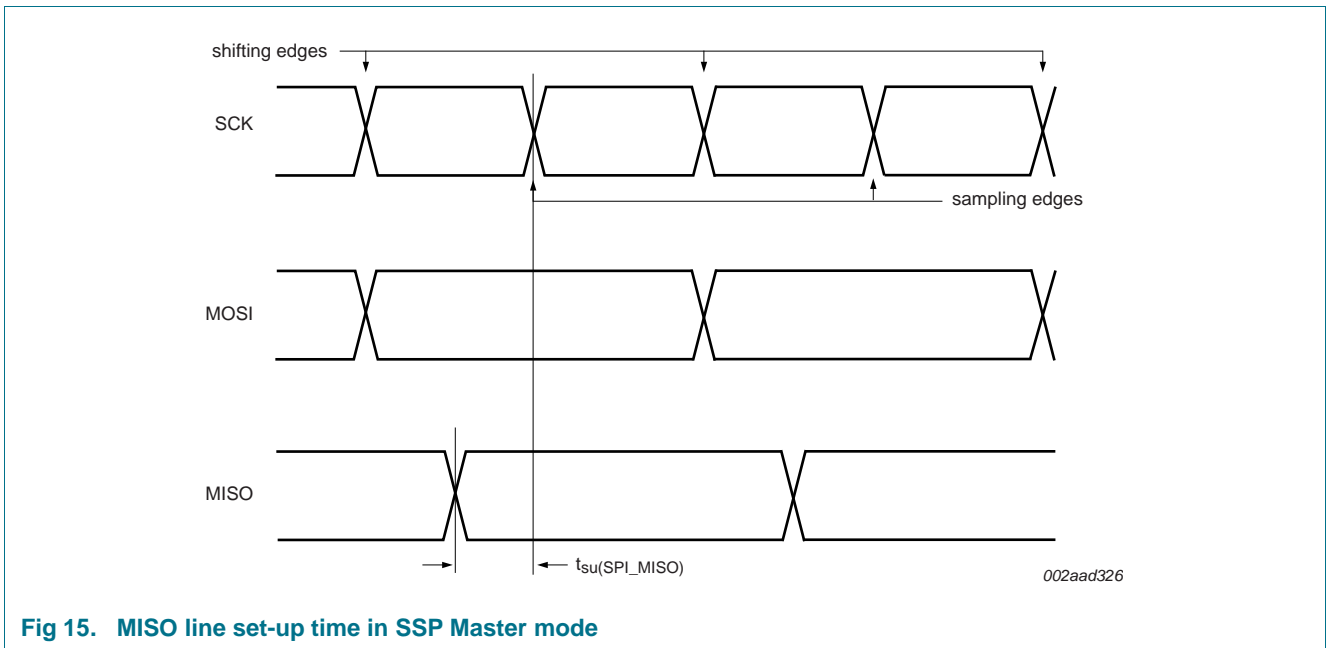 shifting edges
SCK
sampling edges
MOSI
MISO
tsu(SPI_MISO)
002aad326
Fig 15. MISO line set-up time in SSP Master mode